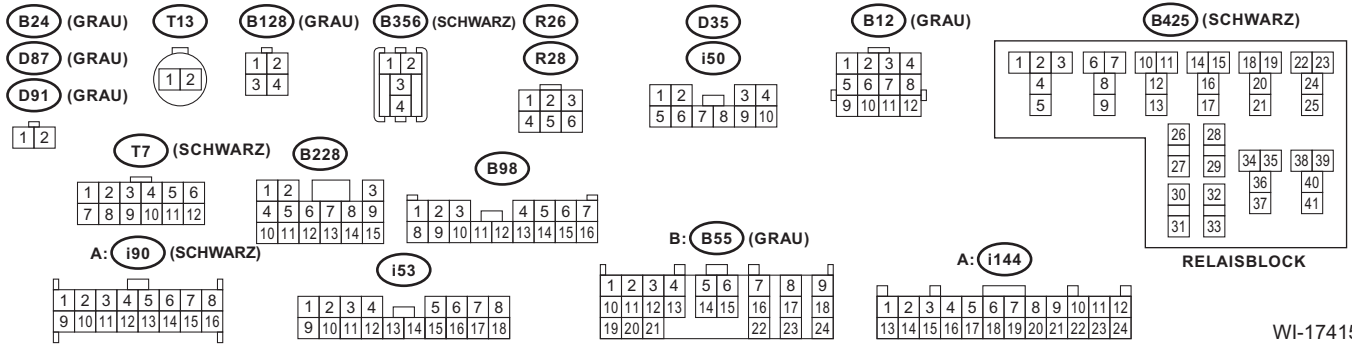 B24 (GRAU)
T13
B128 (GRAU)
B356 (SCHWARZ)
R26
D35
B12 (GRAU)
B425 (SCHWARZ)
D87 (GRAU)
R28
i50
D91 (GRAU)
1 2
1 2
1 2
3 4
1 2
3
4
1 2 3
4 5 6
1 2 3 4
5 6 7 8 9 10
1 2 3 4
5 6 7 8
9 10 11 12
1 2 3 6 7 10 11 14 15 18 19 22 23
4 8 12 16 20 24
5 9 13 17 21 25
26 28
27 29
34 35 38 39
36 40
37 41
30 32
31 33
RELAISBLOCK
T7 (SCHWARZ)
1 2 3 4 5 6
7 8 9 10 11 12
B228
1 2 3
4 5 6 7 8 9
10 11 12 13 14 15
B98
1 2 3 4 5 6 7
8 9 10 11 12 13 14 15 16
A: i90 (SCHWARZ)
1 2 3 4 5 6 7 8
9 10 11 12 13 14 15 16
i53
1 2 3 4 5 6 7 8
9 10 11 12 13 14 15 16 17 18
B: B55 (GRAU)
1 2 3 4 5 6 7 8 9
10 11 12 13 14 15 16 17 18
19 20 21 22 23 24
A: i144
1 2 3 4 5 6 7 8 9 10 11 12
13 14 15 16 17 18 19 20 21 22 23 24
WI-17415